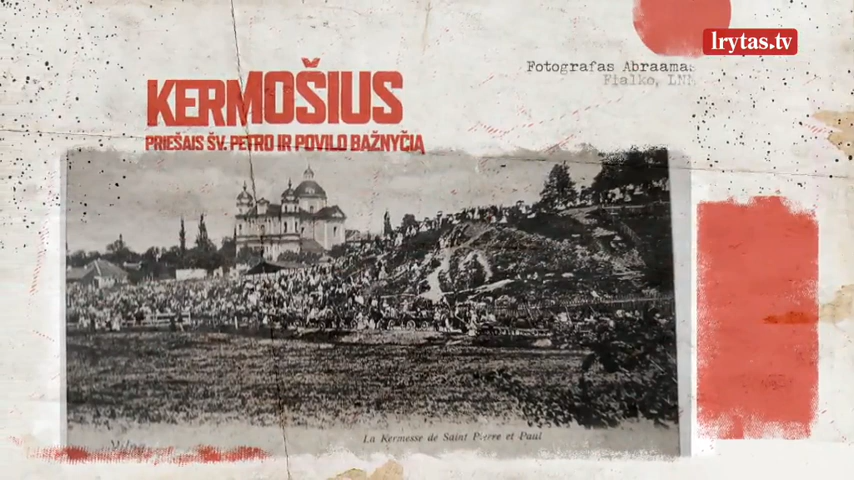 lrytas.tv
Fotografas Abraamas
Fialko, LNM
KERMOŠIUS
PRIEŠAIS ŠV. PETRO IR POVILO BAŽNYČIĄ
La Kermesse de Saint Pierre et Paul